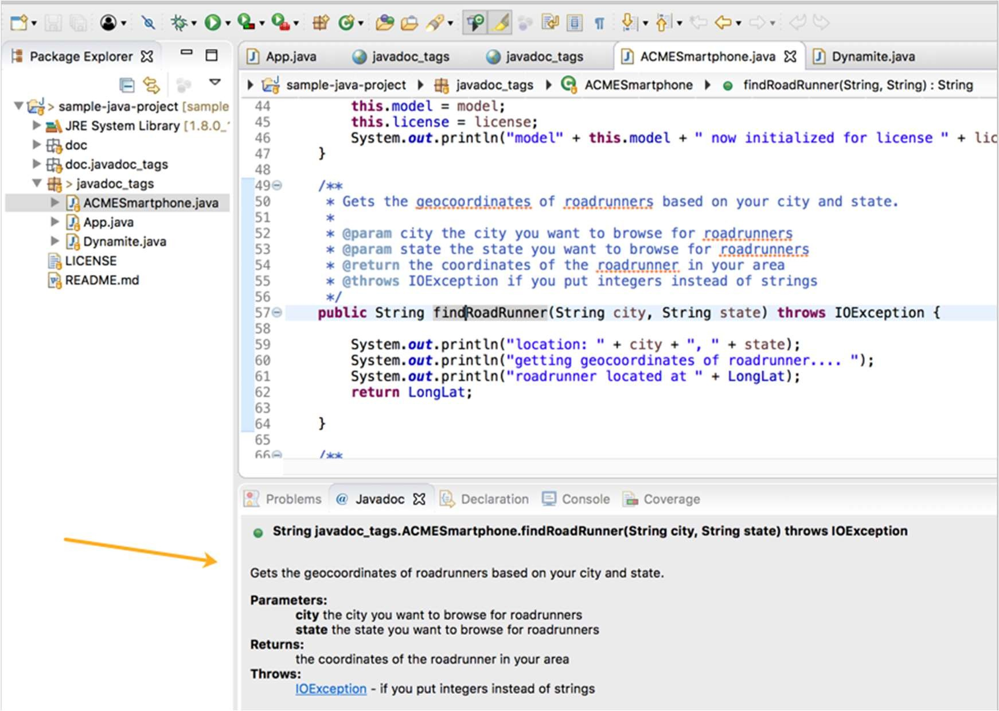 Package Explorer
App.java
javadoc_tags
javadoc_tags
ACMESmartphone.java
Dynamite.java
sample-java-project
javadoc_tags
ACMESmartphone
findRoadRunner(String, String) : String
> sample-java-project [sample
JRE System Library [1.8.0_
doc
doc.javadoc_tags
> javadoc_tags
ACMESmartphone.java
App.java
Dynamite.java
LICENSE
README.md
44 this.model = model;
45 this.license = license;
46 System.out.println("model" + this.model + " now initialized for license " + lic
47 }
48
49 /**
50 * Gets the geocoordinates of roadrunners based on your city and state.
51 *
52 * @param city the city you want to browse for roadrunners
53 * @param state the state you want to browse for roadrunners
54 * @return the coordinates of the roadrunner in your area
55 * @throws IOException if you put integers instead of strings
56 */
57 public String findRoadRunner(String city, String state) throws IOException {
58
59 System.out.println("location: " + city + ", " + state);
60 System.out.println("getting geocoordinates of roadrunner.... ");
61 System.out.println("roadrunner located at " + LongLat);
62 return LongLat;
63
64 }
65
66 /**
Problems
@ Javadoc
Declaration
Console
Coverage
String javadoc_tags.ACMESmartphone.findRoadRunner(String city, String state) throws IOException
Gets the geocoordinates of roadrunners based on your city and state.
Parameters:
city the city you want to browse for roadrunners
state the state you want to browse for roadrunners
Returns:
the coordinates of the roadrunner in your area
Throws:
IOException - if you put integers instead of strings